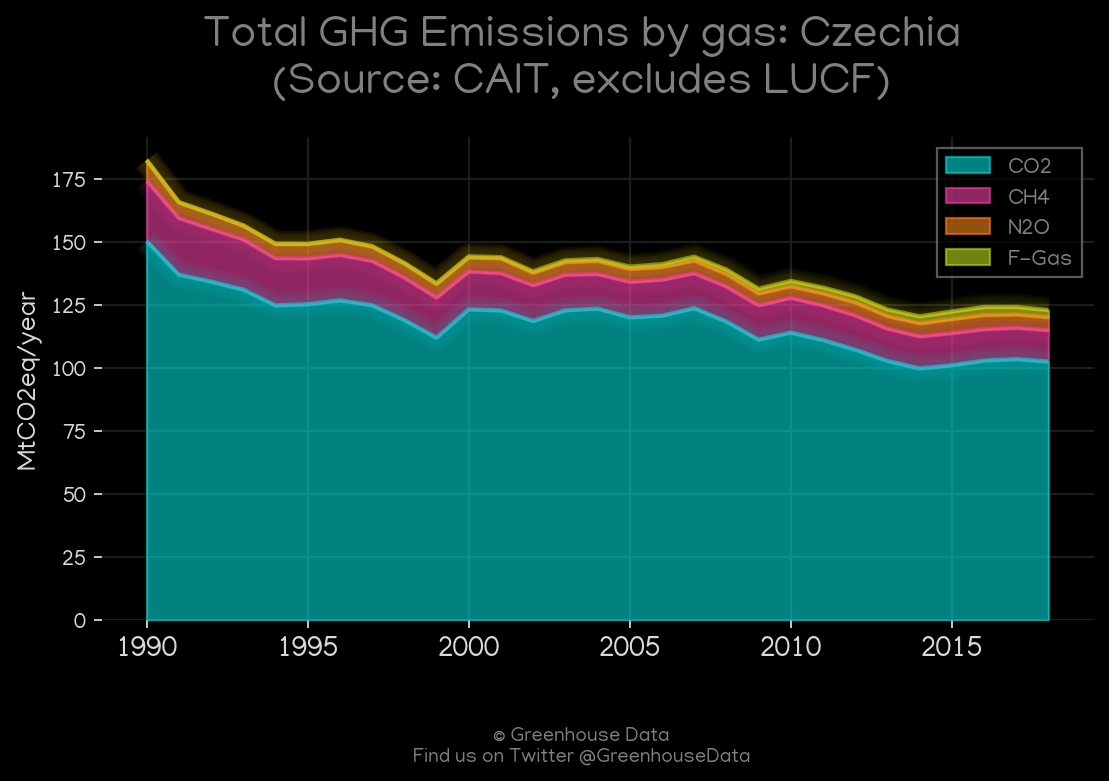 Total GHG Emissions by gas: Czechia
(Source: CAIT, excludes LUCF)
CO2
CH4
N2O
F-Gas
MtCO2eq/year
175
150
125
100
75
50
25
0
1990 1995 2000 2005 2010 2015
© Greenhouse Data
Find us on Twitter @GreenhouseData